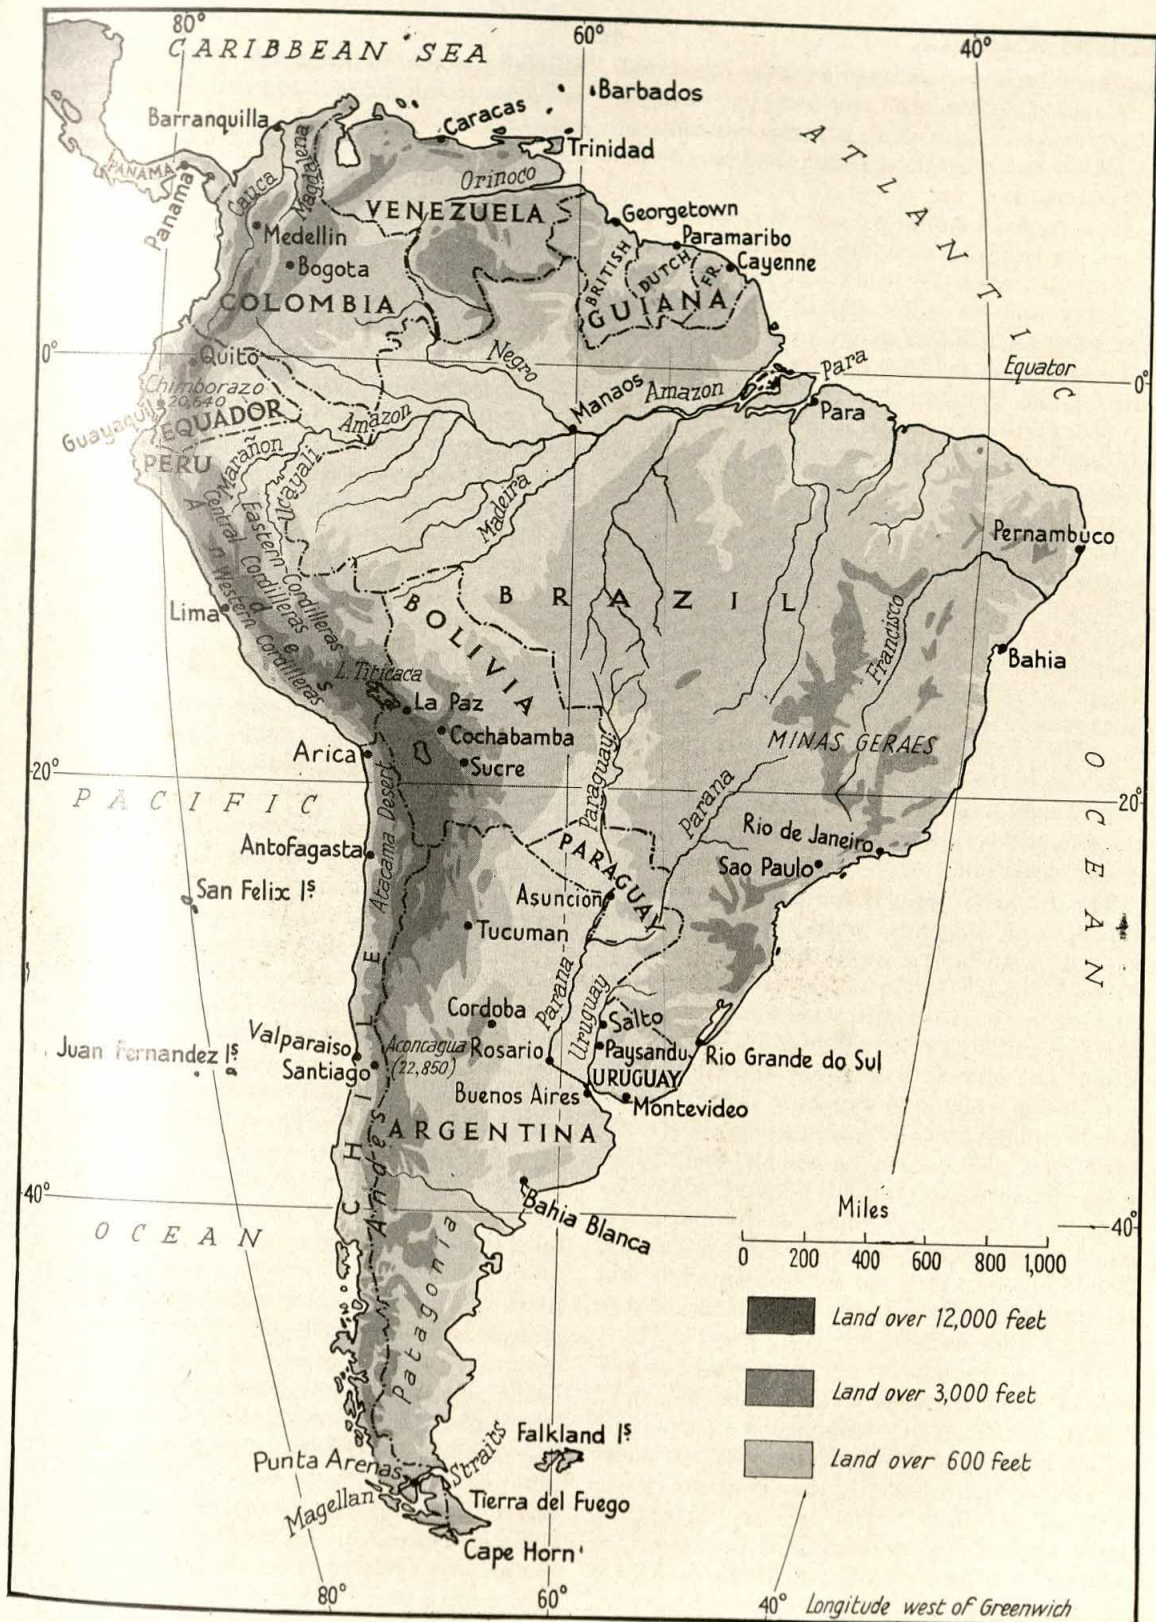 80°
60°
40°
CARIBBEAN SEA
Barbados
Barranquilla
Caracas
Trinidad
ATLANTIC
OCEAN
PANAMA
Panama
Cauca
Magdalena
Orinoco
VENEZUELA
Georgetown
Medellin
Paramaribo
Bogota
BRITISH
DUTCH
FR.
Cayenne
GUIANA
COLOMBIA
0°
Quito
Negro
Para
Equator
0°
Chimborazo
20,640
Manaos
Amazon
Para
Guayaquil
EQUADOR
Amazon
PERU
Marañon
Ucayali
Madeira
Central Cordilleras
Eastern Cordilleras
Western Cordilleras
Andes
Pernambuco
BRAZIL
Lima
BOLIVIA
Francisco
Bahia
L. Titicaca
La Paz
Cochabamba
MINAS GERAES
Arica
Sucre
20°
20°
PACIFIC
OCEAN
Atacama Desert
Paraguay
Parana
Rio de Janeiro
Antofagasta
PARAGUAY
Sao Paulo
San Felix Is.
Asuncion
Tucuman
CHILE
Parana
Uruguay
Cordoba
Salto
Juan Fernandez Is.
Valparaiso
Aconcagua
(22,850)
Rosario
Paysandu
Rio Grande do Sul
Santiago
URUGUAY
Buenos Aires
Montevideo
ARGENTINA
Andes
40°
Bahia Blanca
40°
Patagonia
Miles
0 200 400 600 800 1,000
Land over 12,000 feet
Land over 3,000 feet
Land over 600 feet
Falkland Is.
Punta Arenas
Magellan Straits
Tierra del Fuego
Cape Horn
80°
60°
40°
Longitude west of Greenwich